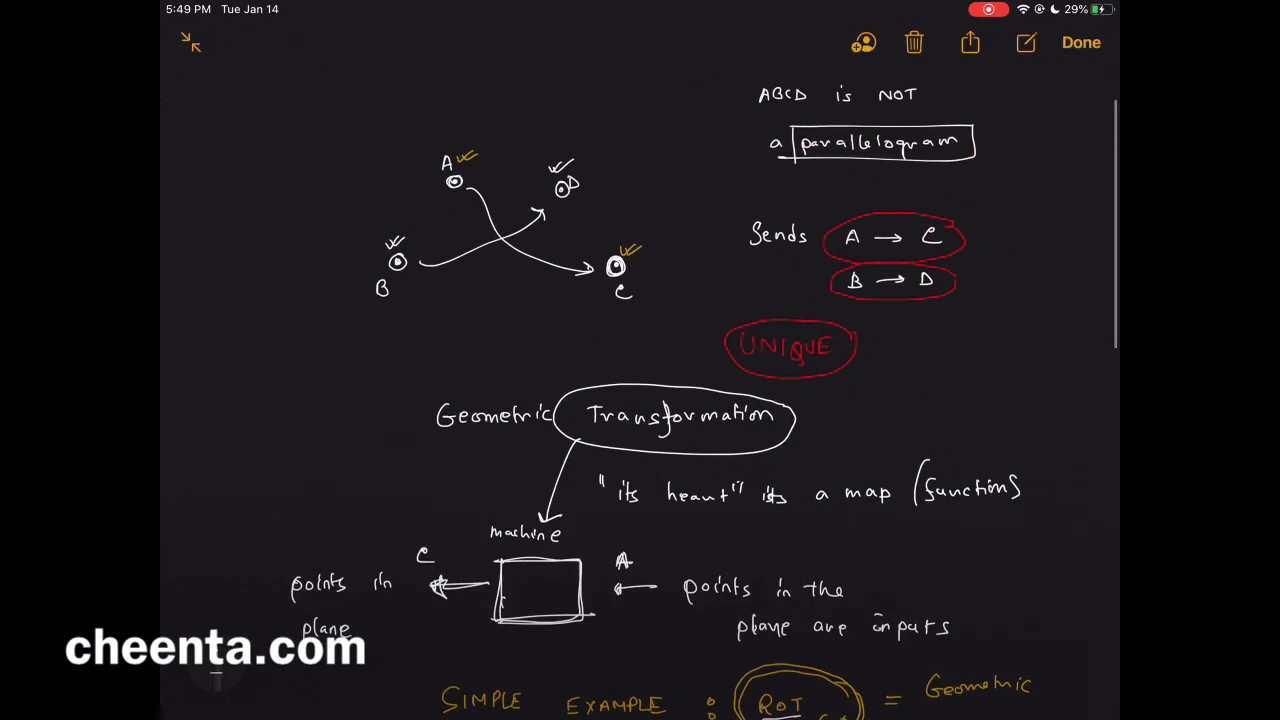 5:49 PM Tue Jan 14
29%
Done
ABCD is NOT
a parallelogram
A
D
B
C
Sends A → C
B → D
UNIQUE
Geometric Transformation
"its heart" its a map (functions)
machine
C
A
points in
plane
points in the
plane are inputs
cheenta.com
SIMPLE EXAMPLE : ROT = Geometric